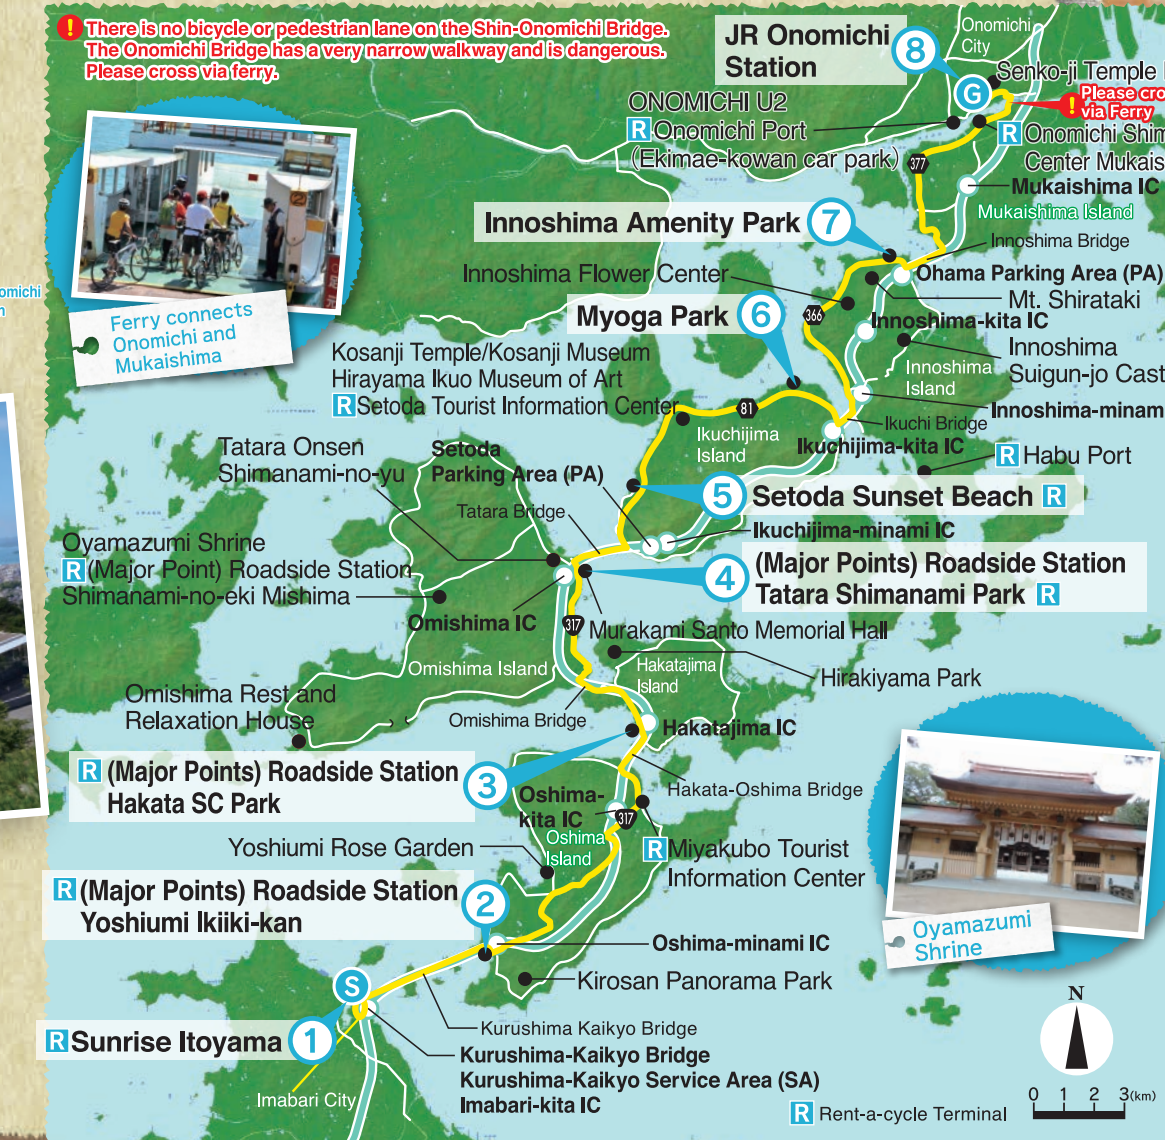 ! There is no bicycle or pedestrian lane on the Shin-Onomichi Bridge.
The Onomichi Bridge has a very narrow walkway and is dangerous.
Please cross via ferry.
JR Onomichi
Station
8
Onomichi
City
G
Senko-ji Temple
! Please cro
via Ferry
ONOMICHI U2
R Onomichi Port
(Ekimae-kowan car park)
R Onomichi Shim
Center Mukais
377
Mukaishima IC
Mukaishima Island
Innoshima Amenity Park 7
Innoshima Bridge
Innoshima Flower Center
Ohama Parking Area (PA)
Mt. Shirataki
Myoga Park 6
366
Innoshima-kita IC
Innoshima
Suigun-jo Cast
Innoshima
Island
omichi
n
Ferry connects
Onomichi and
Mukaishima
Kosanji Temple/Kosanji Museum
Hirayama Ikuo Museum of Art
R Setoda Tourist Information Center
81
Innoshima-minam
Ikuchi Bridge
Ikuchijima
Island
Ikuchijima-kita IC
R Habu Port
Tatara Onsen
Shimanami-no-yu
Setoda
Parking Area (PA)
5 Setoda Sunset Beach R
Tatara Bridge
Ikuchijima-minami IC
Oyamazumi Shrine
R (Major Point) Roadside Station
Shimanami-no-eki Mishima
4 (Major Points) Roadside Station
Tatara Shimanami Park R
Omishima IC
317
Murakami Santo Memorial Hall
Omishima Island
Hakatajima
Island
Hirakiyama Park
Omishima Rest and
Relaxation House
Omishima Bridge
Hakatajima IC
R (Major Points) Roadside Station
Hakata SC Park
3
Hakata-Oshima Bridge
Oshima-
kita IC
317
Oshima
Island
Yoshiumi Rose Garden
R Miyakubo Tourist
Information Center
R (Major Points) Roadside Station
Yoshiumi Ikiiki-kan
2
Oyamazumi
Shrine
Oshima-minami IC
Kirosan Panorama Park
S
R Sunrise Itoyama 1
Kurushima Kaikyo Bridge
Kurushima-Kaikyo Bridge
Kurushima-Kaikyo Service Area (SA)
Imabari-kita IC
Imabari City
R Rent-a-cycle Terminal
N
0 1 2 3(km)